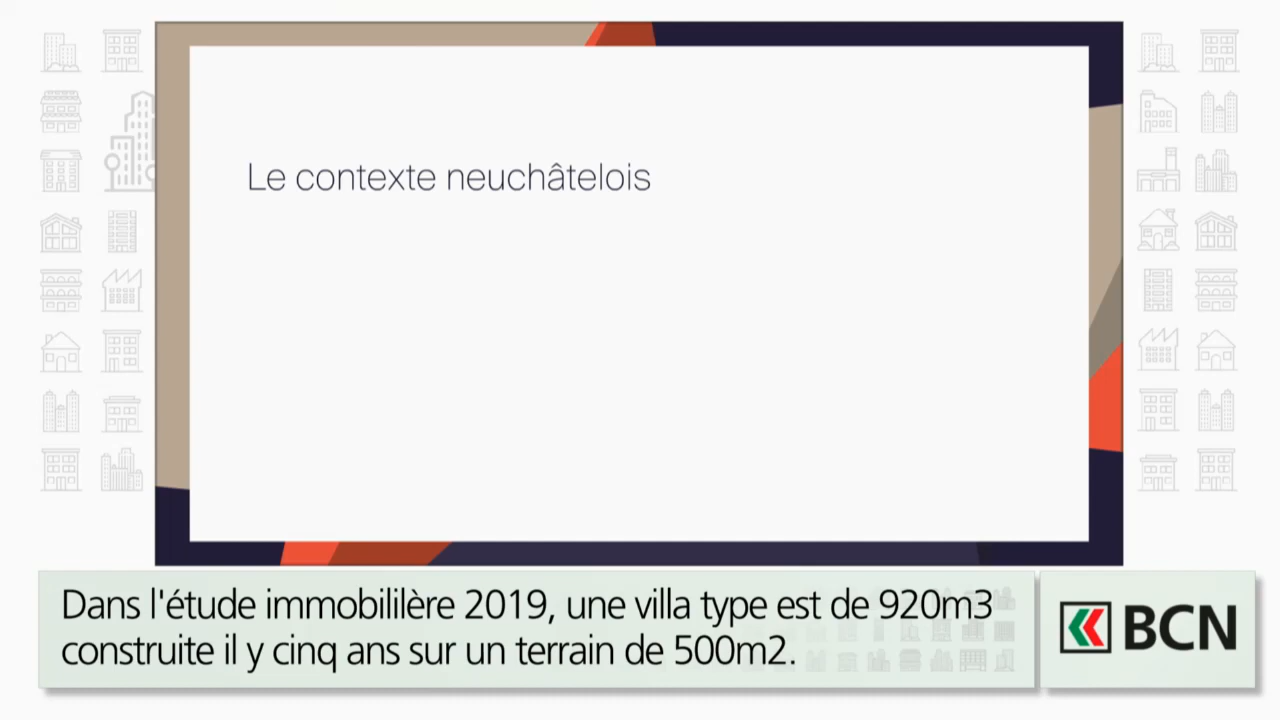 Le contexte neuchâtelois
Dans l'étude immobililère 2019, une villa type est de 920m3
construite il y cinq ans sur un terrain de 500m2.
BCN